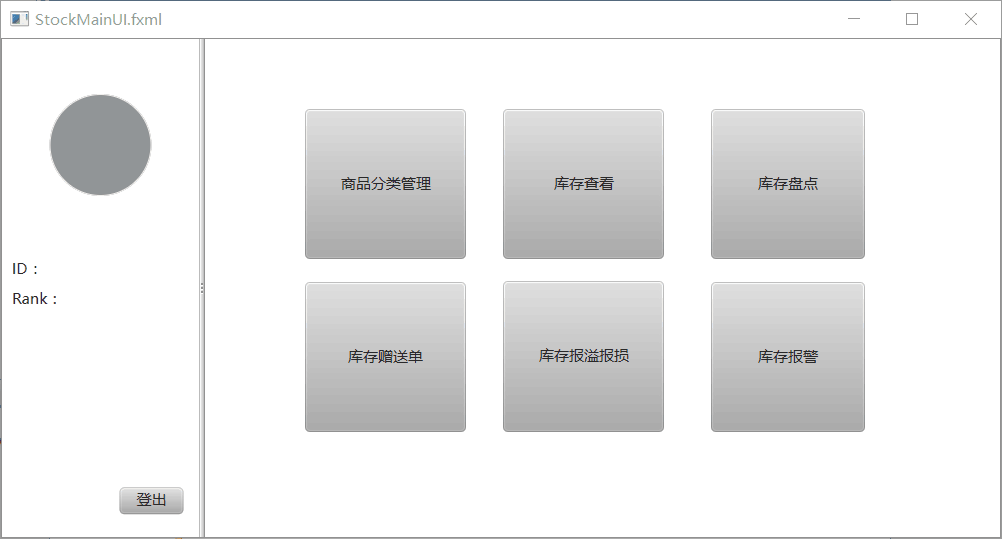 StockMainUI.fxml
ID：
Rank：
登出
商品分类管理
库存查看
库存盘点
库存赠送单
库存报溢报损
库存报警